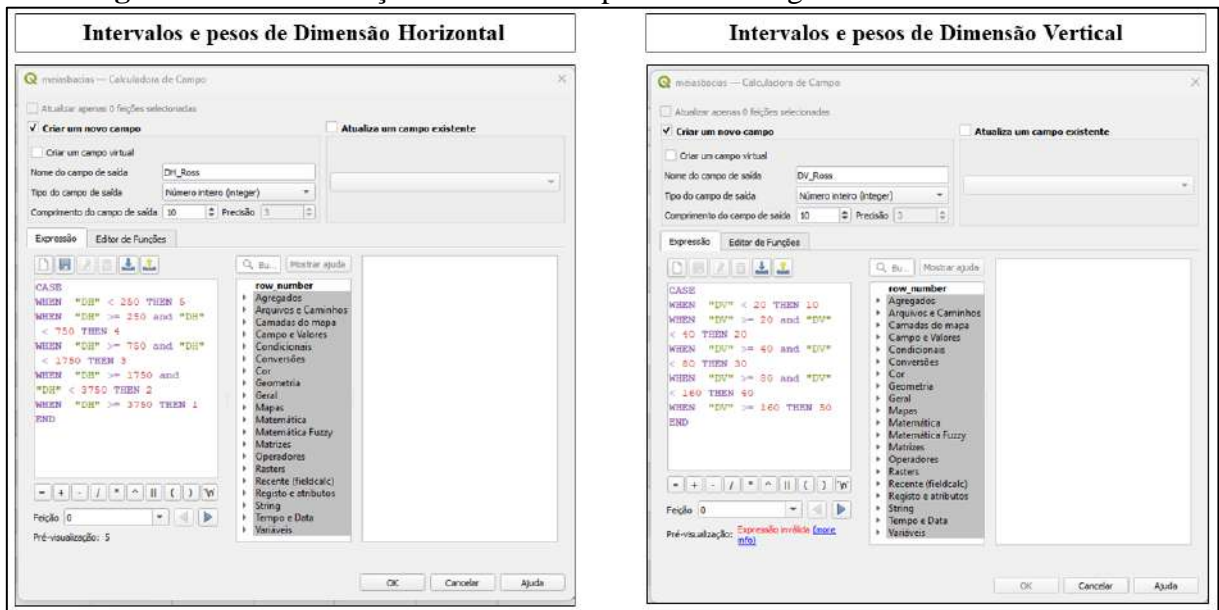 Intervalos e pesos de Dimensão Horizontal
meiasbacias — Calculadora de Campo
Atualizar apenas 0 feições selecionadas
Criar um novo campo
Atualiza um campo existente
Criar um campo virtual
Nome do campo de saída DH_Ross
Tipo do campo de saída Número inteiro (integer)
Comprimento do campo de saída 10 Precisão 3
Expressão Editor de Funções
Bu... Mostrar ajuda
CASE
WHEN "DH" < 250 THEN 5
WHEN "DH" >= 250 and "DH"
< 750 THEN 4
WHEN "DH" >= 750 and "DH"
< 1750 THEN 3
WHEN "DH" >= 1750 and
"DH" < 3750 THEN 2
WHEN "DH" >= 3750 THEN 1
END
row_number
Agregados
Arquivos e Caminhos
Camadas do mapa
Campo e Valores
Condicionais
Conversões
Cor
Geometria
Geral
Mapas
Matemática
Matemática Fuzzy
Matrizes
Operadores
Rasters
Recente (fieldcalc)
Registo e atributos
String
Tempo e Data
Variáveis
= + - / * ^ || ( ) '\n'
Feição 0
Pré-visualização: 5
OK Cancelar Ajuda
Intervalos e pesos de Dimensão Vertical
meiasbacias — Calculadora de Campo
Atualizar apenas 0 feições selecionadas
Criar um novo campo
Atualiza um campo existente
Criar um campo virtual
Nome do campo de saída DV_Ross
Tipo do campo de saída Número inteiro (integer)
Comprimento do campo de saída 10 Precisão 3
Expressão Editor de Funções
Bu... Mostrar ajuda
CASE
WHEN "DV" < 20 THEN 10
WHEN "DV" >= 20 and "DV"
< 40 THEN 20
WHEN "DV" >= 40 and "DV"
< 80 THEN 30
WHEN "DV" >= 80 and "DV"
< 160 THEN 40
WHEN "DV" >= 160 THEN 50
END
row_number
Agregados
Arquivos e Caminhos
Camadas do mapa
Campo e Valores
Condicionais
Conversões
Cor
Geometria
Geral
Mapas
Matemática
Matemática Fuzzy
Matrizes
Operadores
Rasters
Recente (fieldcalc)
Registo e atributos
String
Tempo e Data
Variáveis
= + - / * ^ || ( ) '\n'
Feição 0
Pré-visualização: Expressão inválida (more
info)
OK Cancelar Ajuda